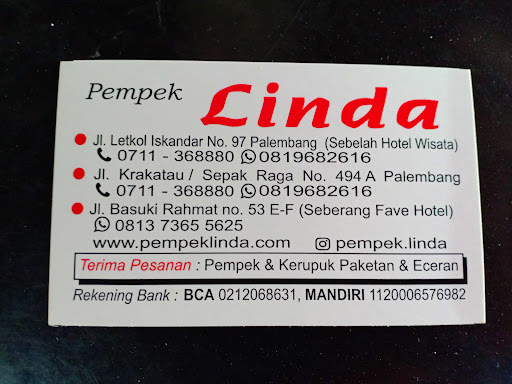 Pempek Linda
Jl. Letkol Iskandar No. 97 Palembang (Sebelah Hotel Wisata)
0711 - 368880 0819682616
Jl. Krakatau / Sepak Raga No. 494 A Palembang
0711 - 368880 0819682616
Jl. Basuki Rahmat no. 53 E-F (Seberang Fave Hotel)
0813 7365 5625
www.pempeklinda.com pempek.linda
Terima Pesanan : Pempek & Kerupuk Paketan & Eceran
Rekening Bank : BCA 0212068631, MANDIRI 1120006576982